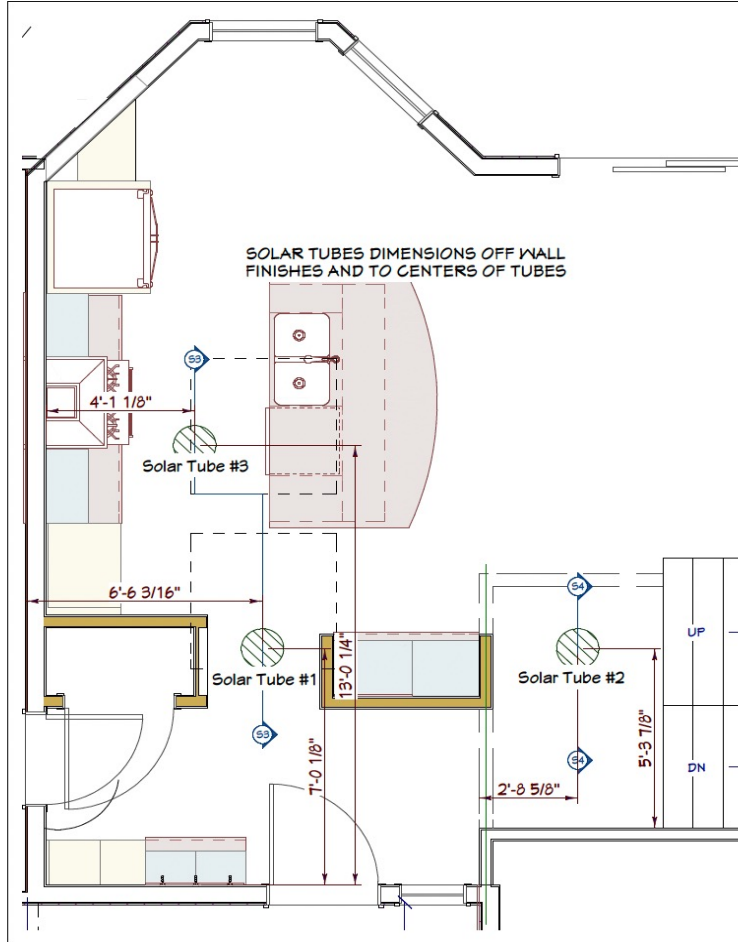 SOLAR TUBES DIMENSIONS OFF WALL
FINISHES AND TO CENTERS OF TUBES
S3
4'-1 1/8"
Solar Tube #3
6'-6 3/16"
S4
UP
Solar Tube #1
13'-0 1/4"
Solar Tube #2
S3
7'-0 1/8"
5'-3 7/8"
S4
DN
2'-8 5/8"